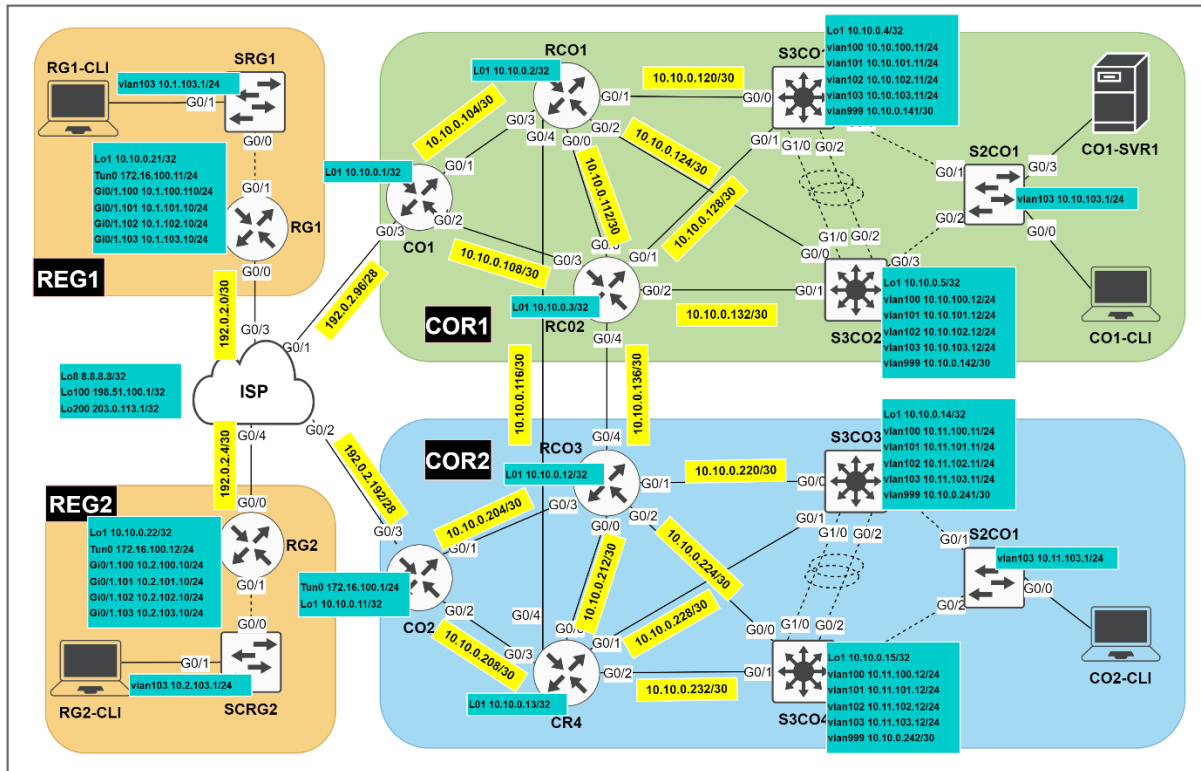 RG1-CLI
SRG1
vlan103 10.1.103.1/24
G0/1
G0/0
Lo1 10.10.0.21/32
Tun0 172.16.100.11/24
Gi0/1.100 10.1.100.110/24
Gi0/1.101 10.1.101.10/24
Gi0/1.102 10.1.102.10/24
Gi0/1.103 10.1.103.10/24
G0/1
RG1
REG1
G0/0
192.0.2.0/30
G0/3
G0/1
192.0.2.96/28
Lo8 8.8.8.8/32
Lo100 198.51.100.1/32
Lo200 203.0.113.1/32
ISP
G0/4
G0/2
192.0.2.4/30
192.0.2.192/28
REG2
G0/0
Lo1 10.10.0.22/32
Tun0 172.16.100.12/24
Gi0/1.100 10.2.100.10/24
Gi0/1.101 10.2.101.10/24
Gi0/1.102 10.2.102.10/24
Gi0/1.103 10.2.103.10/24
RG2
G0/1
G0/0
G0/1
vlan103 10.2.103.1/24
RG2-CLI
SCRG2
RCO1
L01 10.10.0.2/32
10.10.0.104/30
G0/3
G0/4
G0/0
G0/1
G0/2
10.10.0.120/30
10.10.0.124/30
10.10.0.112/30
10.10.0.128/30
L01 10.10.0.1/32
G0/1
G0/2
G0/3
CO1
10.10.0.108/30
G0/3
G0/1
G0/2
G0/4
L01 10.10.0.3/32
RC02
10.10.0.132/30
COR1
S3CO
G0/0
G0/1
G1/0
G0/2
Lo1 10.10.0.4/32
vlan100 10.10.100.11/24
vlan101 10.10.101.11/24
vlan102 10.10.102.11/24
vlan103 10.10.103.11/24
vlan999 10.10.0.141/30
S2CO1
G0/1
G0/3
G0/2
G0/0
vlan103 10.10.103.1/24
CO1-SVR1
CO1-CLI
G1/0
G0/2
G0/0
G0/3
G0/1
S3CO2
Lo1 10.10.0.5/32
vlan100 10.10.100.12/24
vlan101 10.10.101.12/24
vlan102 10.10.102.12/24
vlan103 10.10.103.12/24
vlan999 10.10.0.142/30
10.10.0.116/30
10.10.0.136/30
COR2
RCO3
G0/4
L01 10.10.0.12/32
G0/3
G0/1
G0/0
G0/2
10.10.0.220/30
10.10.0.204/30
10.10.0.212/30
10.10.0.224/30
10.10.0.228/30
G0/3
G0/1
G0/2
Tun0 172.16.100.1/24
Lo1 10.10.0.11/32
CO2
10.10.0.208/30
G0/4
G0/3
G0/1
G0/2
L01 10.10.0.13/32
CR4
10.10.0.232/30
S3CO3
G0/0
G0/1
G1/0
G0/2
Lo1 10.10.0.14/32
vlan100 10.11.100.11/24
vlan101 10.11.101.11/24
vlan102 10.11.102.11/24
vlan103 10.11.103.11/24
vlan999 10.10.0.241/30
S2CO1
G0/1
vlan103 10.11.103.1/24
G0/0
G0/2
CO2-CLI
G1/0
G0/2
G0/0
G0/1
S3CO4
Lo1 10.10.0.15/32
vlan100 10.11.100.12/24
vlan101 10.11.101.12/24
vlan102 10.11.102.12/24
vlan103 10.11.103.12/24
vlan999 10.10.0.242/30